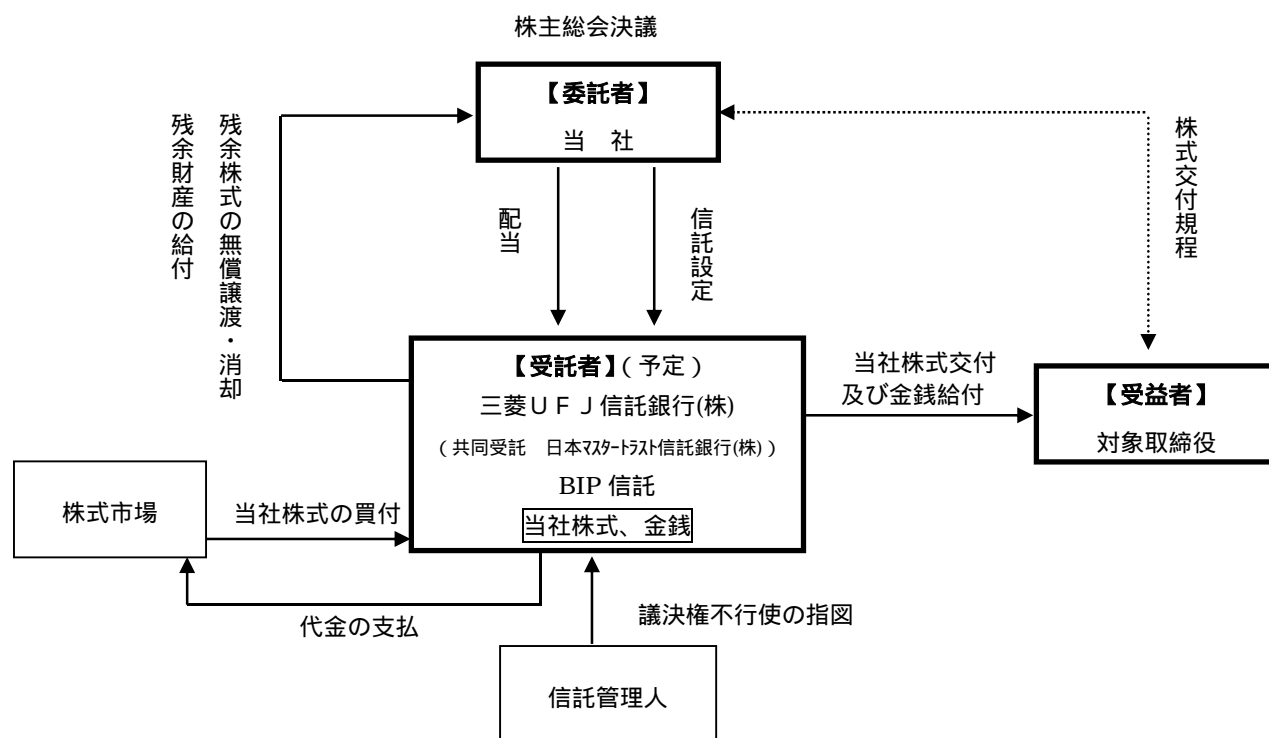 株主総会決議
【委託者】
当　社
残余財産の給付
残余株式の無償譲渡・消却
配当
信託設定
株式交付規程
【受託者】（予定）
三菱ＵＦＪ信託銀行(株)
（共同受託　日本ﾏｽﾀｰﾄﾗｽﾄ信託銀行(株)）
BIP 信託
当社株式、金銭
当社株式交付
及び金銭給付
【受益者】
対象取締役
株式市場
当社株式の買付
代金の支払
議決権不行使の指図
信託管理人